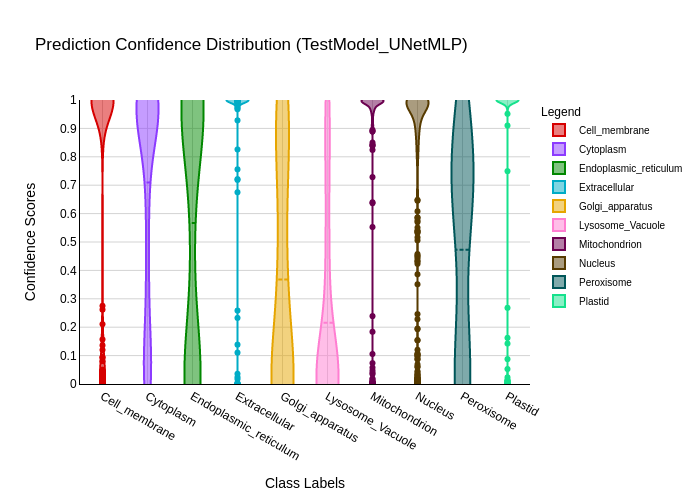 Prediction Confidence Distribution (TestModel_UNetMLP)
Legend
Cell_membrane
Cytoplasm
Endoplasmic_reticulum
Extracellular
Golgi_apparatus
Lysosome_Vacuole
Mitochondrion
Nucleus
Peroxisome
Plastid
Confidence Scores
1
0.9
0.8
0.7
0.6
0.5
0.4
0.3
0.2
0.1
0
Cell_membrane
Cytoplasm
Endoplasmic_reticulum
Extracellular
Golgi_apparatus
Lysosome_Vacuole
Mitochondrion
Nucleus
Peroxisome
Plastid
Class Labels